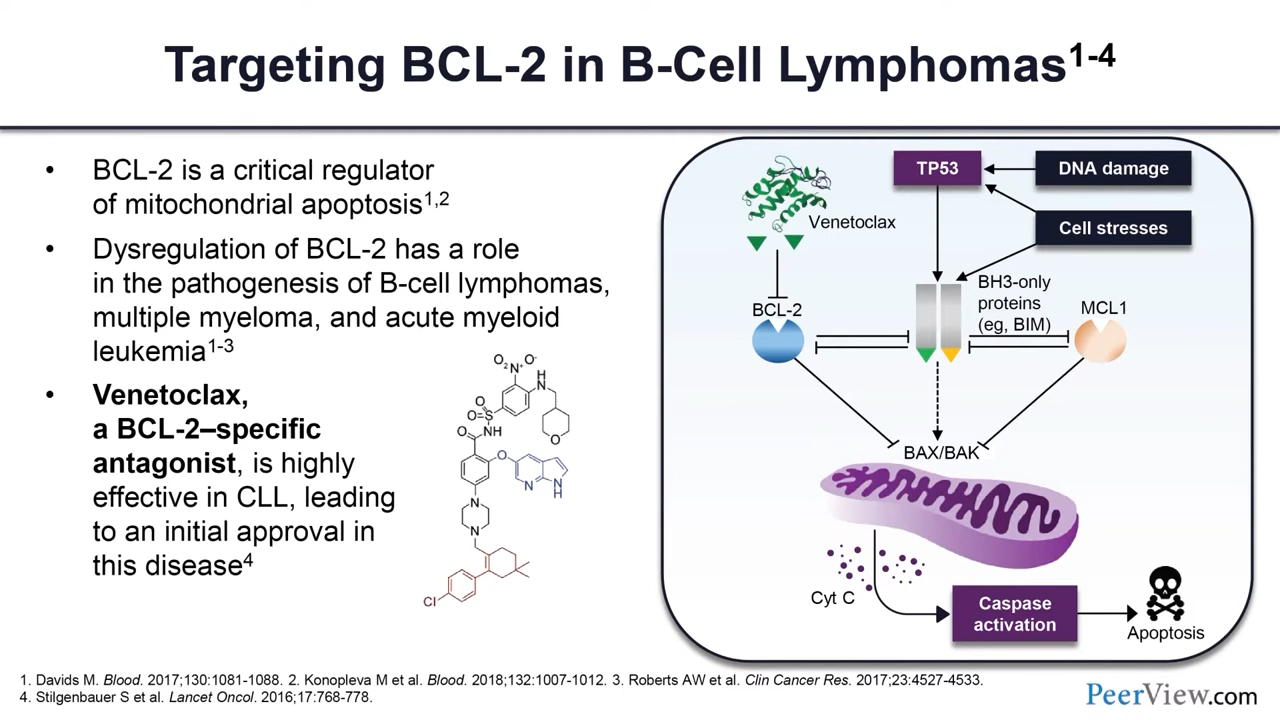 Targeting BCL-2 in B-Cell Lymphomas1-4
• BCL-2 is a critical regulator
of mitochondrial apoptosis1,2
• Dysregulation of BCL-2 has a role
in the pathogenesis of B-cell lymphomas,
multiple myeloma, and acute myeloid
leukemia1-3
• Venetoclax,
a BCL-2–specific
antagonist, is highly
effective in CLL, leading
to an initial approval in
this disease4
O2N+ O-
H
N
O
O=S
NH
O
O
O
N
N
H
N
N
Cl
Venetoclax
TP53
DNA damage
Cell stresses
BCL-2
BH3-only
proteins
(eg, BIM)
MCL1
BAX/BAK
Cyt C
Caspase
activation
Apoptosis
1. Davids M. Blood. 2017;130:1081-1088. 2. Konopleva M et al. Blood. 2018;132:1007-1012. 3. Roberts AW et al. Clin Cancer Res. 2017;23:4527-4533.
4. Stilgenbauer S et al. Lancet Oncol. 2016;17:768-778.
PeerView.com